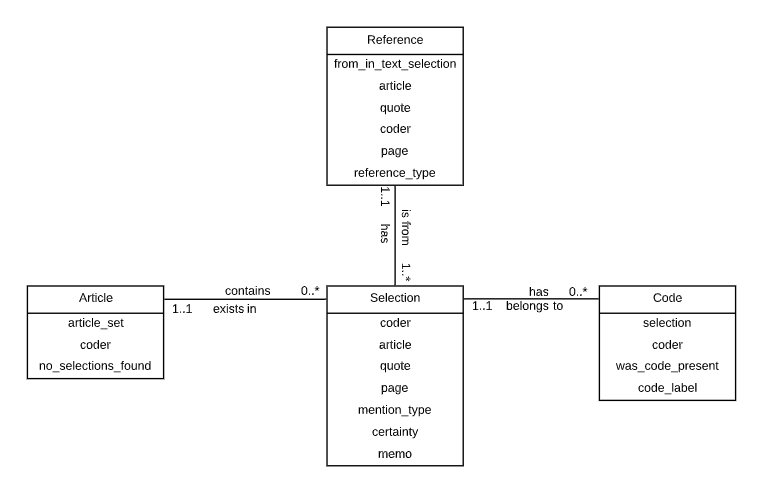 Reference
from_in_text_selection
article
quote
coder
page
reference_type
1..1
has
is from
1..*
Article
article_set
coder
no_selections_found
contains
0..*
1..1
exists in
Selection
coder
article
quote
page
mention_type
certainty
memo
has
0..*
1..1
belongs to
Code
selection
coder
was_code_present
code_label